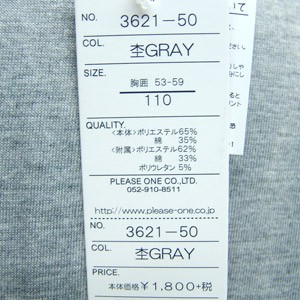 NO. 3621-50
COL. 杢GRAY
SIZE. 胸囲 53-59
110
QUALITY.
<本体>ポリエステル65%
綿 35%
<附属>ポリエステル62%
綿 33%
ポリウレタン 5%
PLEASE ONE CO.,LTD.
052-910-8511
http://www.please-one.co.jp
NO. 3621-50
COL. 杢GRAY
PRICE.
本体価格 ¥1,800+税
いて